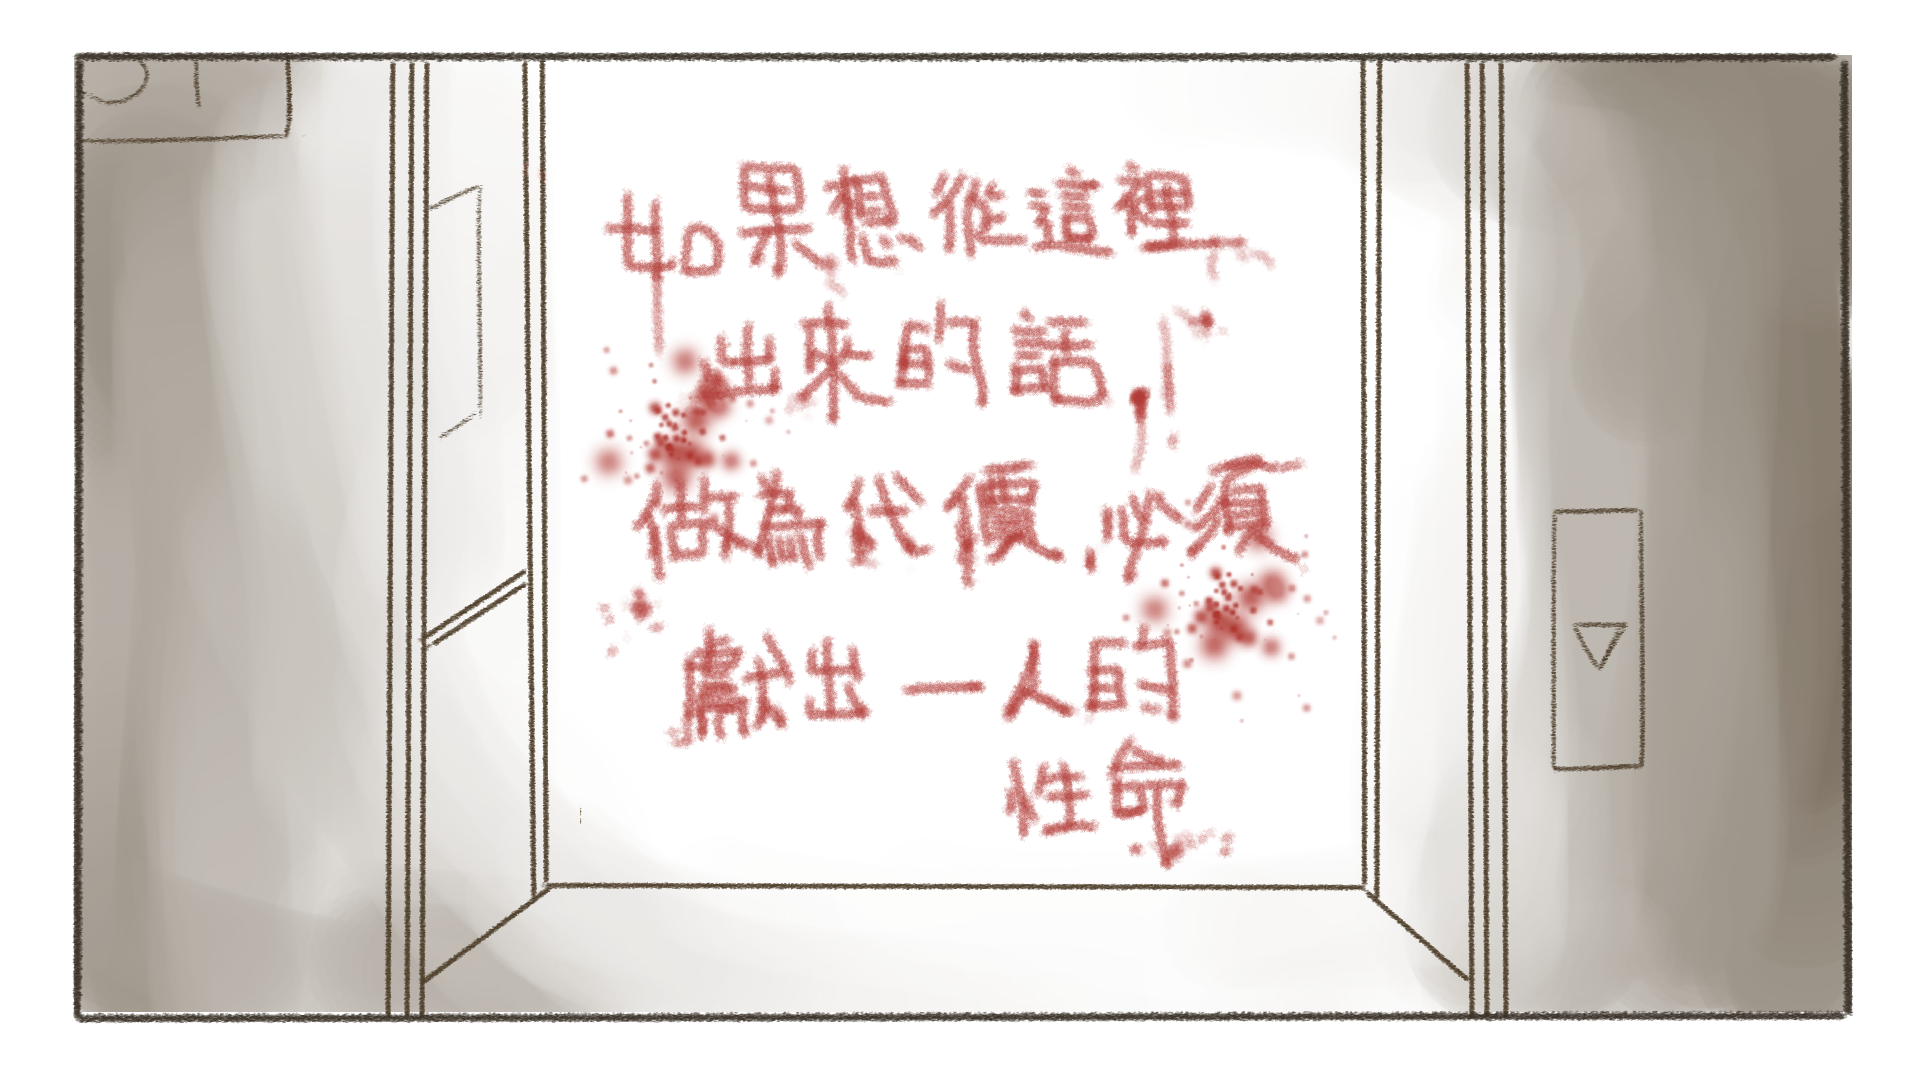 如果想從這裡
出來的話,
做為代價,必須
獻出一人的
性命